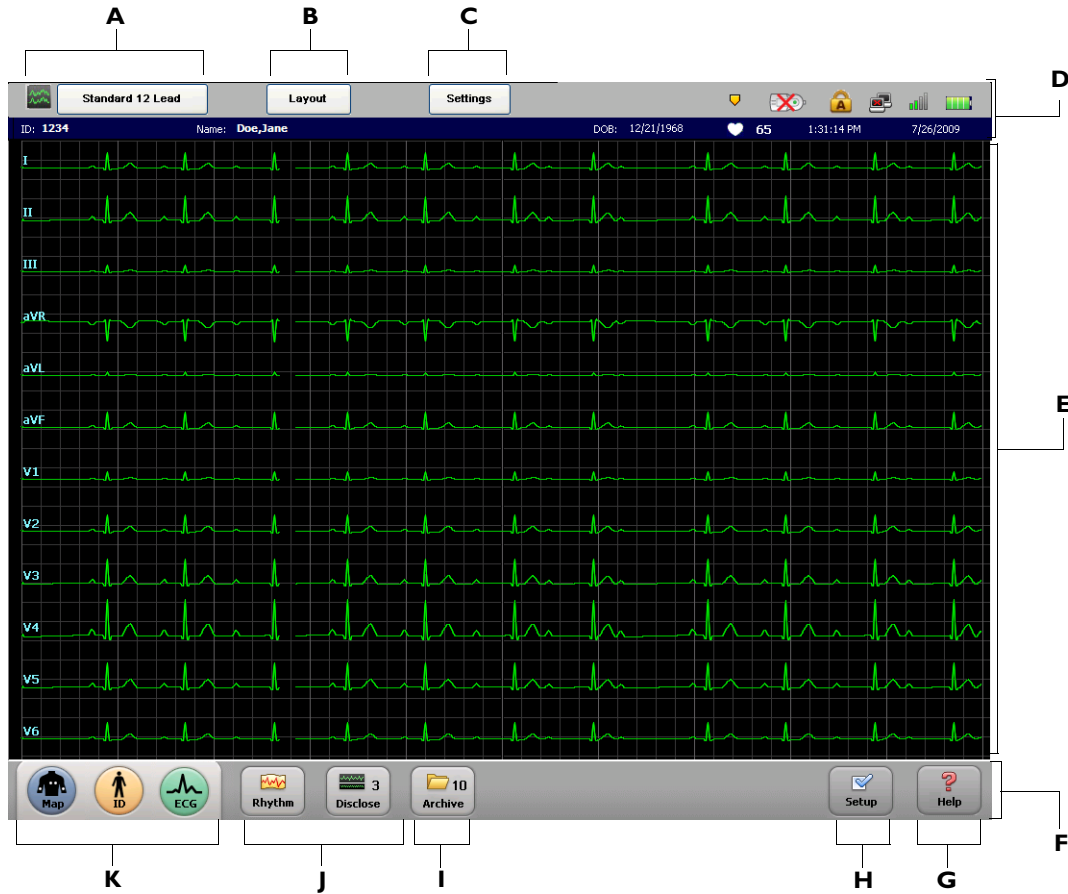 A B C
D
Standard 12 Lead Layout Settings A
ID: 1234 Name: Doe,Jane DOB: 12/21/1968 65 1:31:14 PM 7/26/2009
I
II
III
aVR
aVL
E
aVF
V1
V2
V3
V4
V5
V6
Map ID ECG Rhythm 3 Disclose 10 Archive Setup ? Help
F
K J I H G